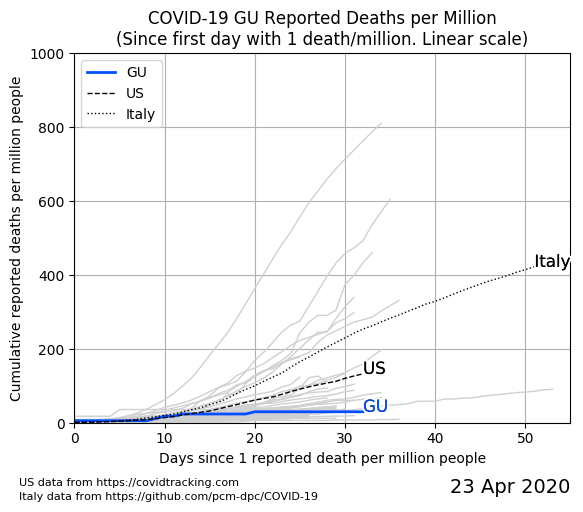 COVID-19 GU Reported Deaths per Million
(Since first day with 1 death/million. Linear scale)
Cumulative reported deaths per million people
1000
800
600
400
200
0
GU
US
Italy
Italy
US
GU
0 10 20 30 40 50
Days since 1 reported death per million people
US data from https://covidtracking.com
Italy data from https://github.com/pcm-dpc/COVID-19
23 Apr 2020